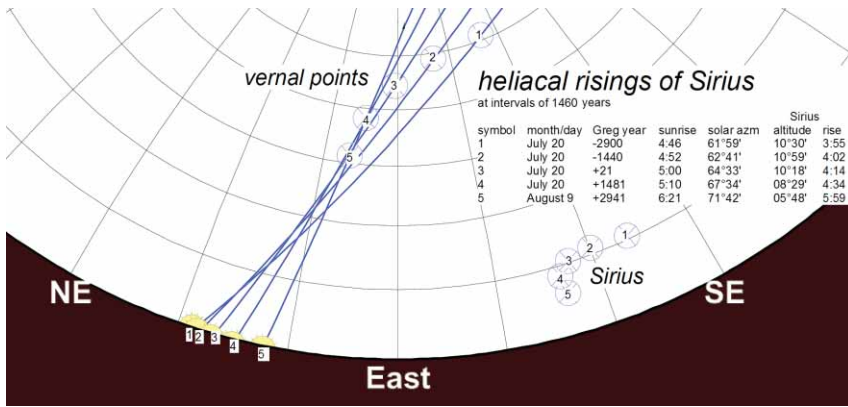 1
2
vernal points
3
heliacal risings of Sirius
at intervals of 1460 years
Sirius
symbol month/day Greg year sunrise solar azm altitude rise
1 July 20 -2900 4:46 61°59' 10°30' 3:55
2 July 20 -1440 4:52 62°41' 10°59' 4:02
3 July 20 +21 5:00 64°33' 10°18' 4:14
4 July 20 +1481 5:10 67°34' 08°29' 4:34
5 August 9 +2941 6:21 71°42' 05°48' 5:59
4
5
1
2
3
4
5
Sirius
NE
SE
1 2 3 4 5
East